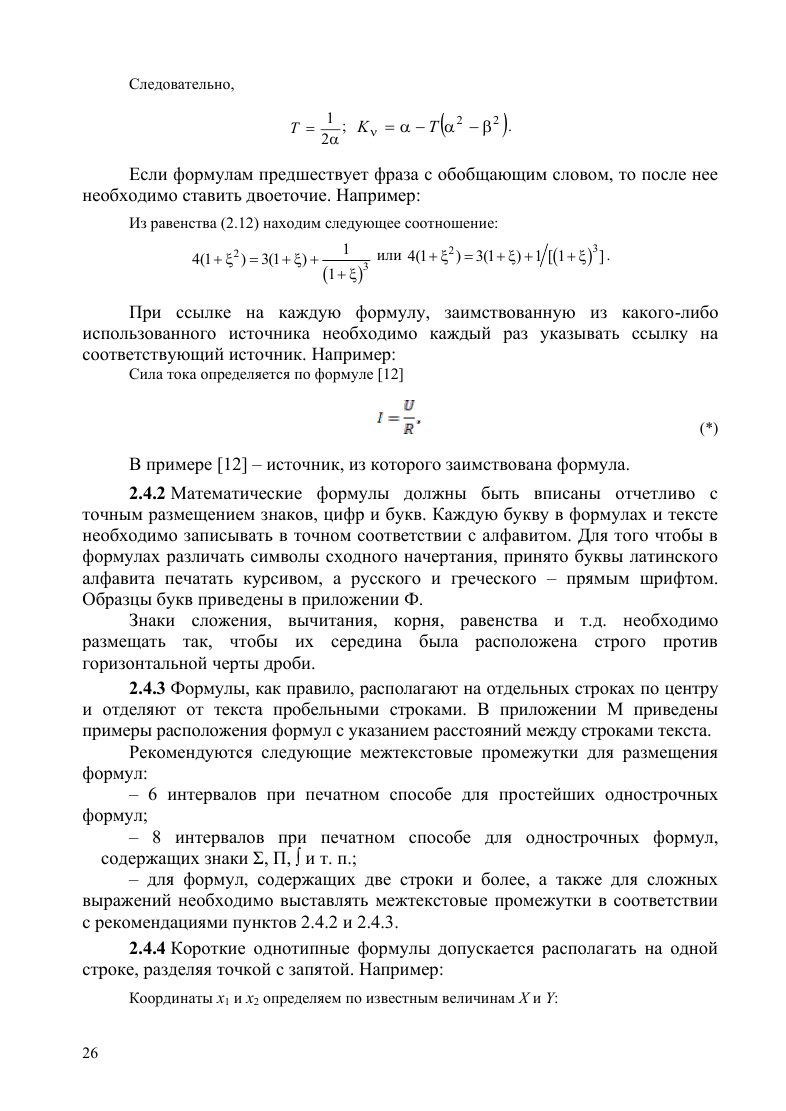 Следовательно,
T = 1/2α; Kν = α − T(α² − β²).
Если формулам предшествует фраза с обобщающим словом, то после нее
необходимо ставить двоеточие. Например:
Из равенства (2.12) находим следующее соотношение:
4(1 + ξ²) = 3(1 + ξ) + 1/(1 + ξ)³ или 4(1 + ξ²) = 3(1 + ξ) + 1/[(1 + ξ)³].
При ссылке на каждую формулу, заимствованную из какого-либо
использованного источника необходимо каждый раз указывать ссылку на
соответствующий источник. Например:
Сила тока определяется по формуле [12]
I = U/R, (*)
В примере [12] – источник, из которого заимствована формула.
2.4.2 Математические формулы должны быть вписаны отчетливо с
точным размещением знаков, цифр и букв. Каждую букву в формулах и тексте
необходимо записывать в точном соответствии с алфавитом. Для того чтобы в
формулах различать символы сходного начертания, принято буквы латинского
алфавита печатать курсивом, а русского и греческого – прямым шрифтом.
Образцы букв приведены в приложении Ф.
Знаки сложения, вычитания, корня, равенства и т.д. необходимо
размещать так, чтобы их середина была расположена строго против
горизонтальной черты дроби.
2.4.3 Формулы, как правило, располагают на отдельных строках по центру
и отделяют от текста пробельными строками. В приложении М приведены
примеры расположения формул с указанием расстояний между строками текста.
Рекомендуются следующие межтекстовые промежутки для размещения
формул:
– 6 интервалов при печатном способе для простейших однострочных
формул;
– 8 интервалов при печатном способе для однострочных формул,
содержащих знаки Σ, Π, ∫ и т. п.;
– для формул, содержащих две строки и более, а также для сложных
выражений необходимо выставлять межтекстовые промежутки в соответствии
с рекомендациями пунктов 2.4.2 и 2.4.3.
2.4.4 Короткие однотипные формулы допускается располагать на одной
строке, разделяя точкой с запятой. Например:
Координаты x₁ и x₂ определяем по известным величинам X и Y:
26